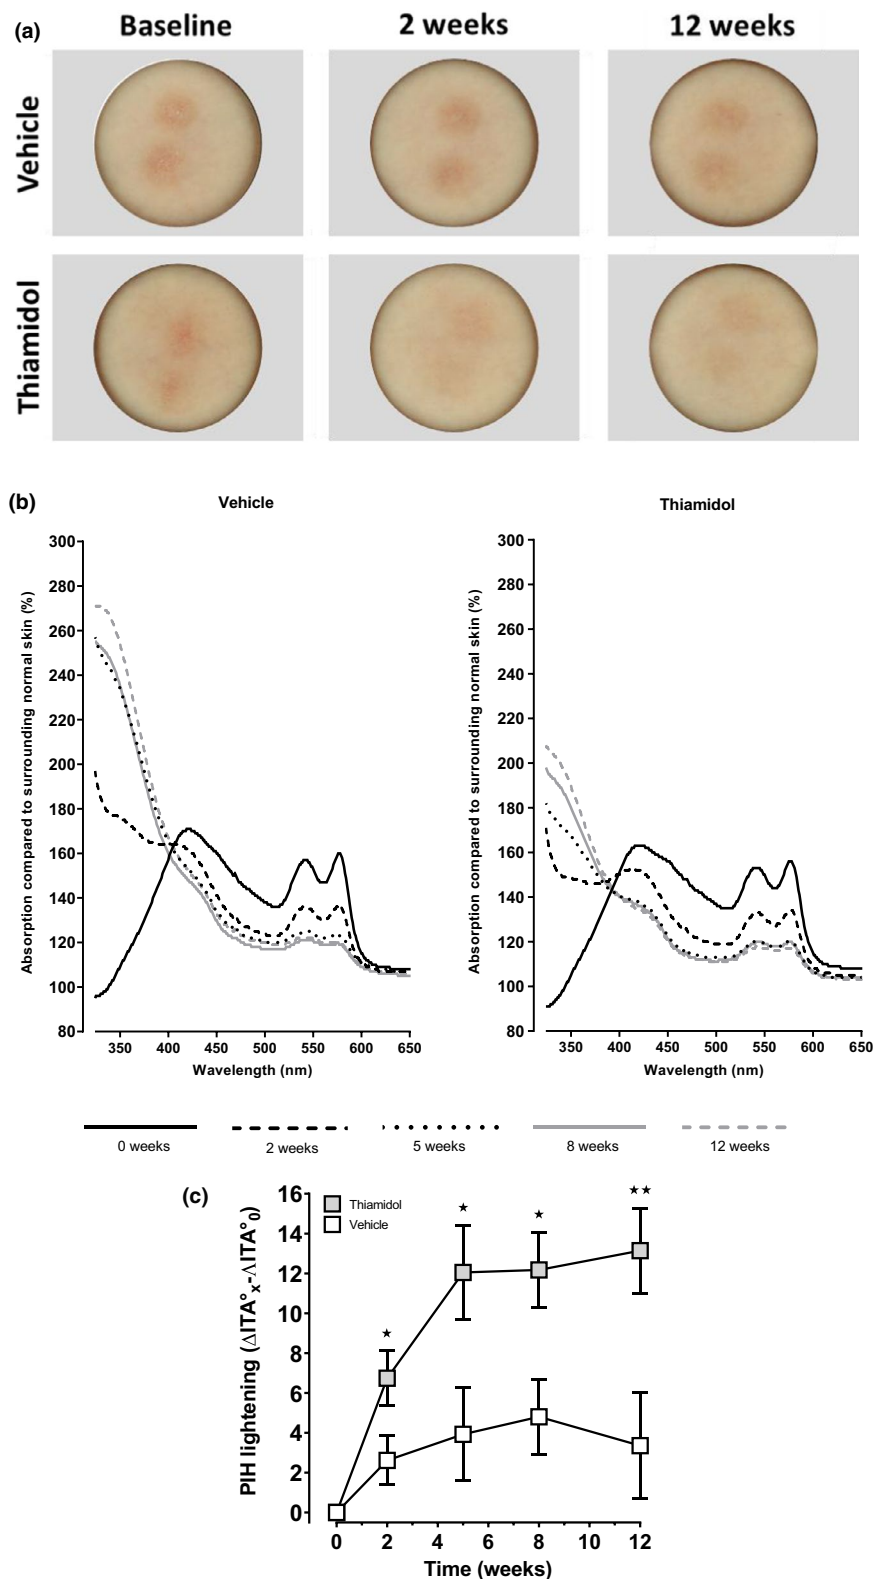 (a)
Baseline 2 weeks 12 weeks
Vehicle
Thiamidol
(b)
Vehicle Thiamidol
Absorption compared to surrounding normal skin (%)
300
280
260
240
220
200
180
160
140
120
100
80
350 400 450 500 550 600 650
Wavelength (nm)
Absorption compared to surrounding normal skin (%)
300
280
260
240
220
200
180
160
140
120
100
80
350 400 450 500 550 600 650
Wavelength (nm)
0 weeks 2 weeks 5 weeks 8 weeks 12 weeks
(c)
PIH lightening (ΔITA°x-ΔITA°0)
16
14
12
10
8
6
4
2
0
Thiamidol
Vehicle
★ ★ ★ ★★
0 2 4 6 8 10 12
Time (weeks)